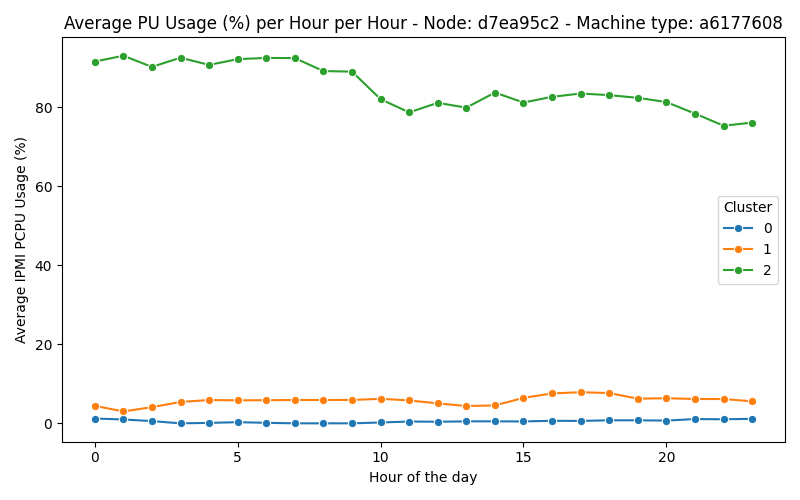 Average PU Usage (%) per Hour per Hour - Node: d7ea95c2 - Machine type: a6177608
Average IPMI PCPU Usage (%)
80
60
40
20
0
Cluster
0
1
2
0 5 10 15 20
Hour of the day